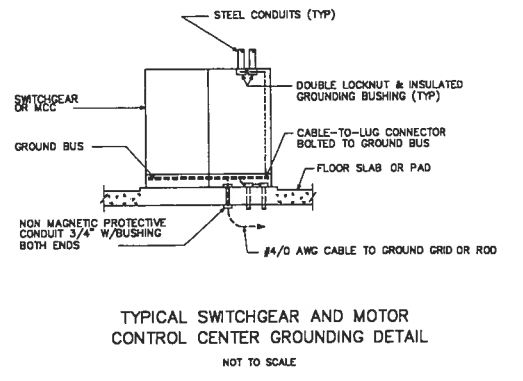 STEEL CONDUITS (TYP)
DOUBLE LOCKNUT & INSULATED
GROUNDING BUSHING (TYP)
SWITCHGEAR
OR MCC
CABLE-TO-LUG CONNECTOR
BOLTED TO GROUND BUS
GROUND BUS
FLOOR SLAB OR PAD
NON MAGNETIC PROTECTIVE
CONDUIT 3/4" W/BUSHING
BOTH ENDS
#4/0 AWG CABLE TO GROUND GRID OR ROD
TYPICAL SWITCHGEAR AND MOTOR
CONTROL CENTER GROUNDING DETAIL
NOT TO SCALE